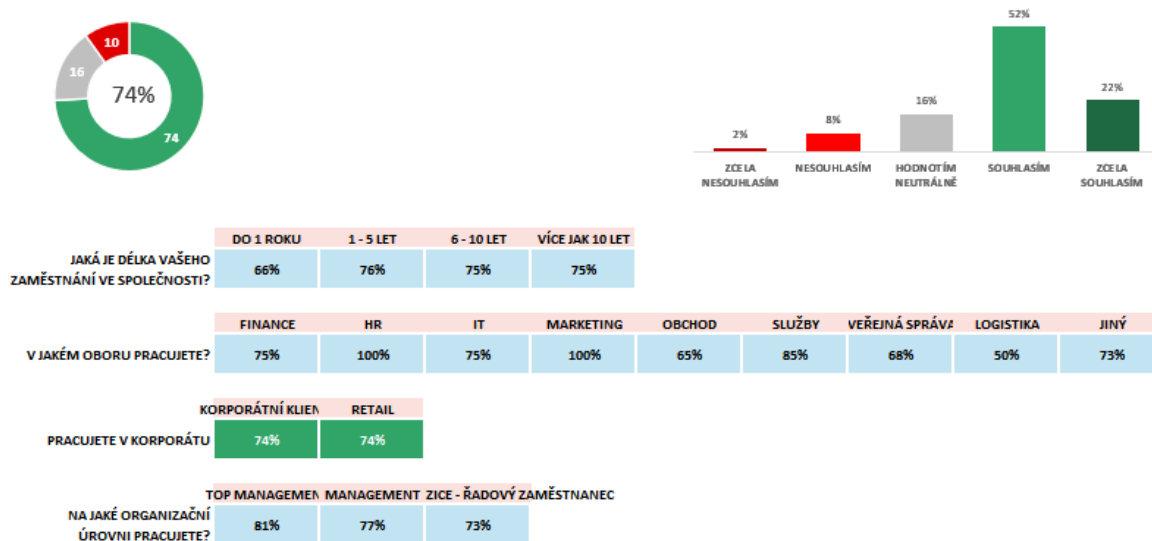 10
16
74%
74
52%
22%
16%
8%
2%
ZCELA NESOUHLASÍM
NESOUHLASÍM
HODNOTÍM NEUTRÁLNĚ
SOUHLASÍM
ZCELA SOUHLASÍM
DO 1 ROKU 1 - 5 LET 6 - 10 LET VÍCE JAK 10 LET
JAKÁ JE DÉLKA VAŠEHO
ZAMĚSTNÁNÍ VE SPOLEČNOSTI?
66% 76% 75% 75%
FINANCE HR IT MARKETING OBCHOD SLUŽBY VEŘEJNÁ SPRÁVA LOGISTIKA JINÝ
V JAKÉM OBORU PRACUJETE? 75% 100% 75% 100% 65% 85% 68% 50% 73%
KORPORÁTNÍ KLIEN RETAIL
PRACUJETE V KORPORÁTU 74% 74%
TOP MANAGEMEN MANAGEMENT ZICE - ŘADOVÝ ZAMĚSTNANEC
NA JAKÉ ORGANIZAČNÍ
ÚROVNI PRACUJETE?
81% 77% 73%